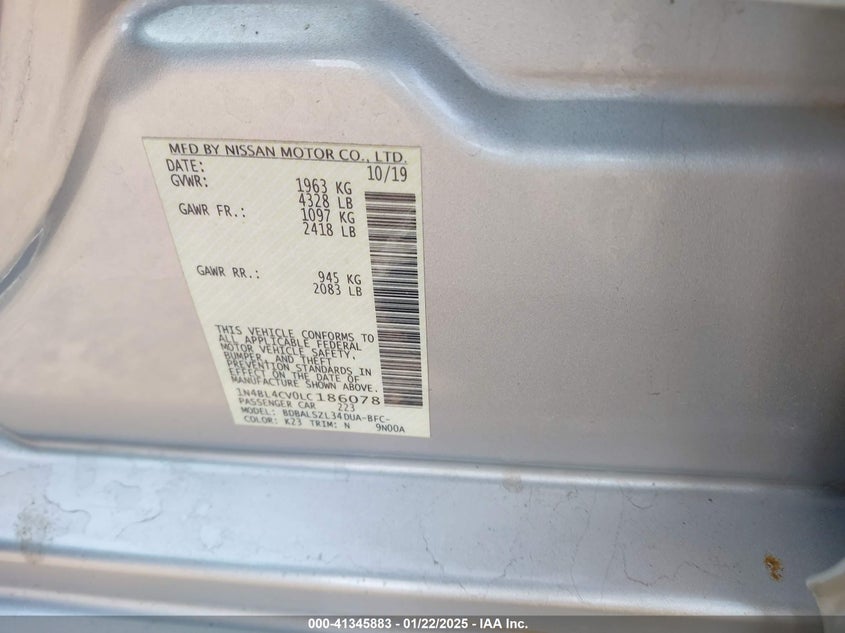 MFD BY NISSAN MOTOR CO., LTD.
DATE: 10/19
GVWR: 1963 KG
4328 LB
GAWR FR.: 1097 KG
2418 LB
GAWR RR.: 945 KG
2083 LB
THIS VEHICLE CONFORMS TO
ALL APPLICABLE FEDERAL
MOTOR VEHICLE SAFETY,
BUMPER, AND THEFT
PREVENTION STANDARDS IN
EFFECT ON THE DATE OF
MANUFACTURE SHOWN ABOVE.
1N4BL4CV0LC186078
PASSENGER CAR 223
MODEL: BDBALSZL34DUA-BFC-
COLOR: K23 TRIM: N 9N00A
000-41345883 / 01/22/2025 - IAA Inc.